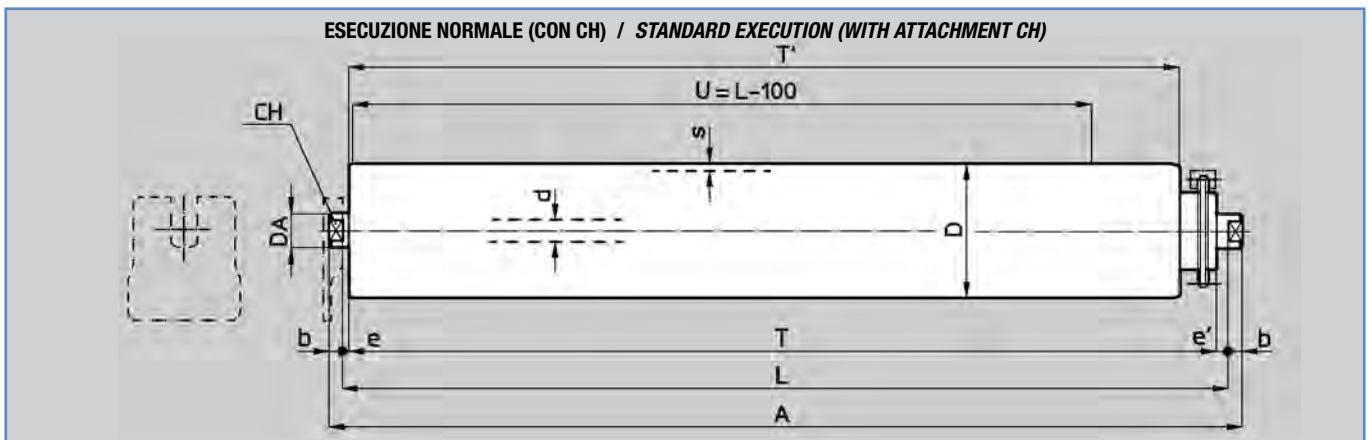 ESECUZIONE NORMALE (CON CH) / STANDARD EXECUTION (WITH ATTACHMENT CH)
T'
U = L-100
CH
s
d
DA
D
b
e
T
e'
b
L
A